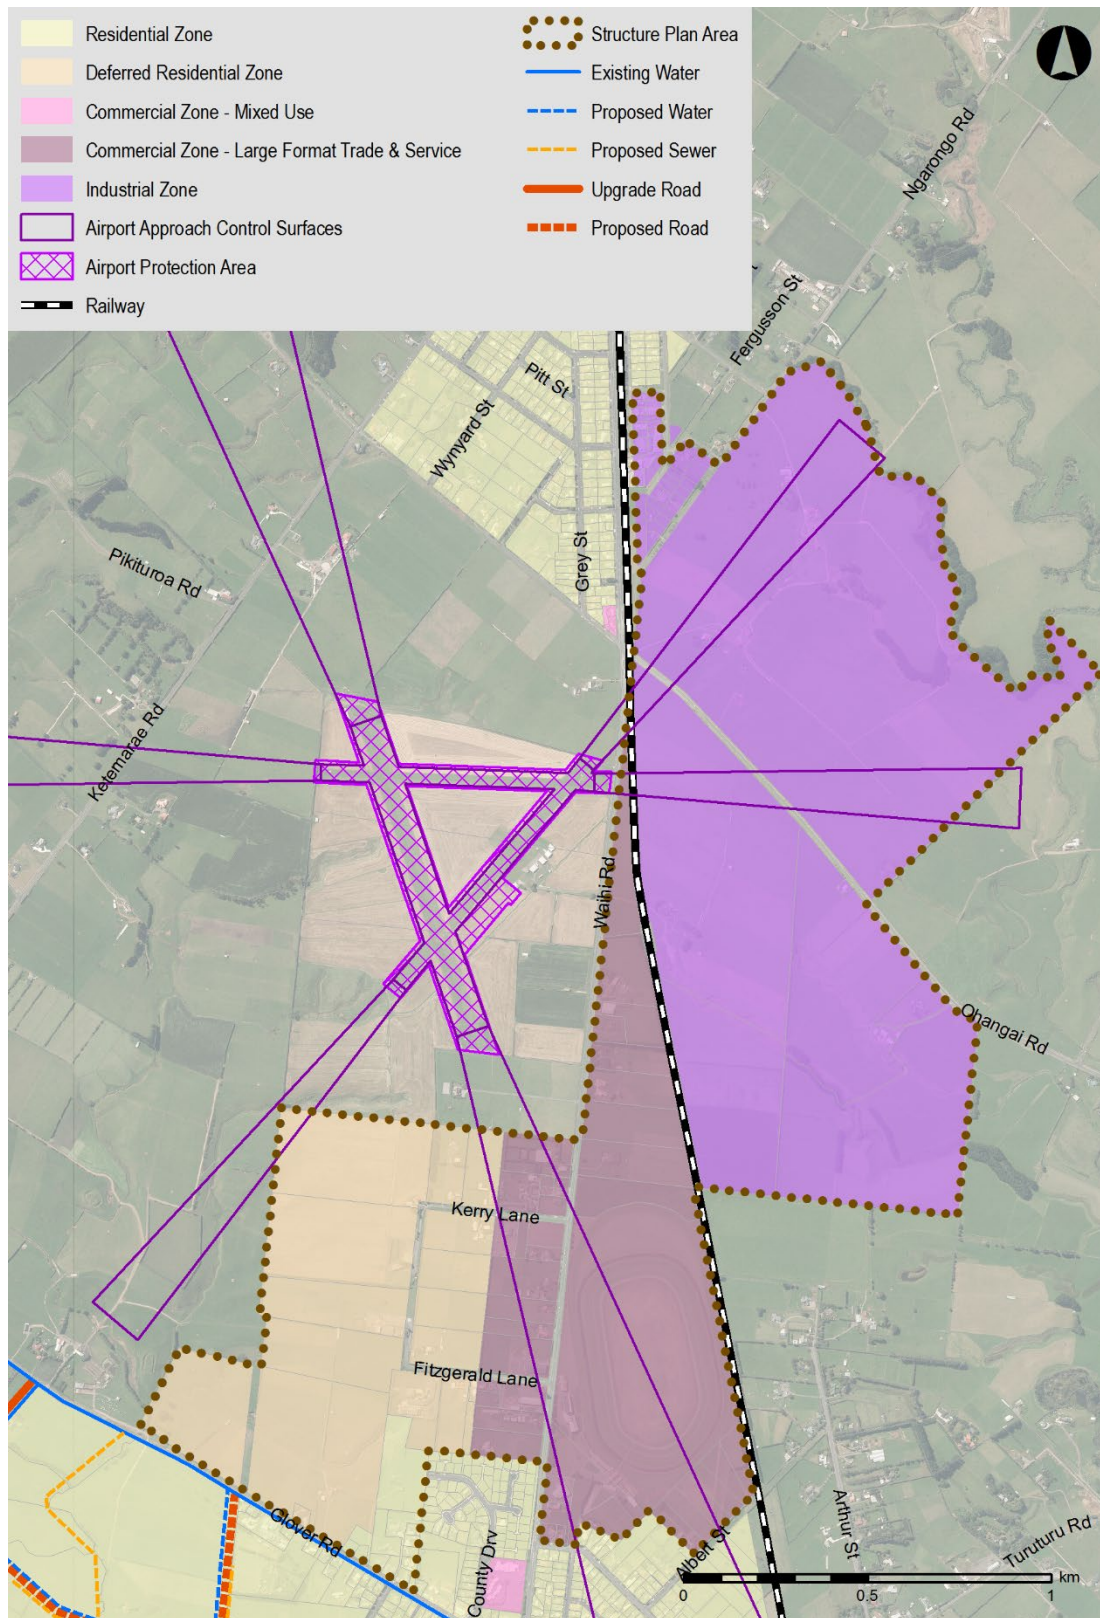 Residential Zone
Deferred Residential Zone
Commercial Zone - Mixed Use
Commercial Zone - Large Format Trade & Service
Industrial Zone
Airport Approach Control Surfaces
Airport Protection Area
Railway
Structure Plan Area
Existing Water
Proposed Water
Proposed Sewer
Upgrade Road
Proposed Road
Ngarongo Rd
Fergusson St
Pitt St
Wynyard St
Grey St
Pikituroa Rd
Ketemarae Rd
Waihi Rd
Ohangai Rd
Kerry Lane
Fitzgerald Lane
Glover Rd
County Drv
Albert St
Arthur St
Turuturu Rd
0 0.5 1 km